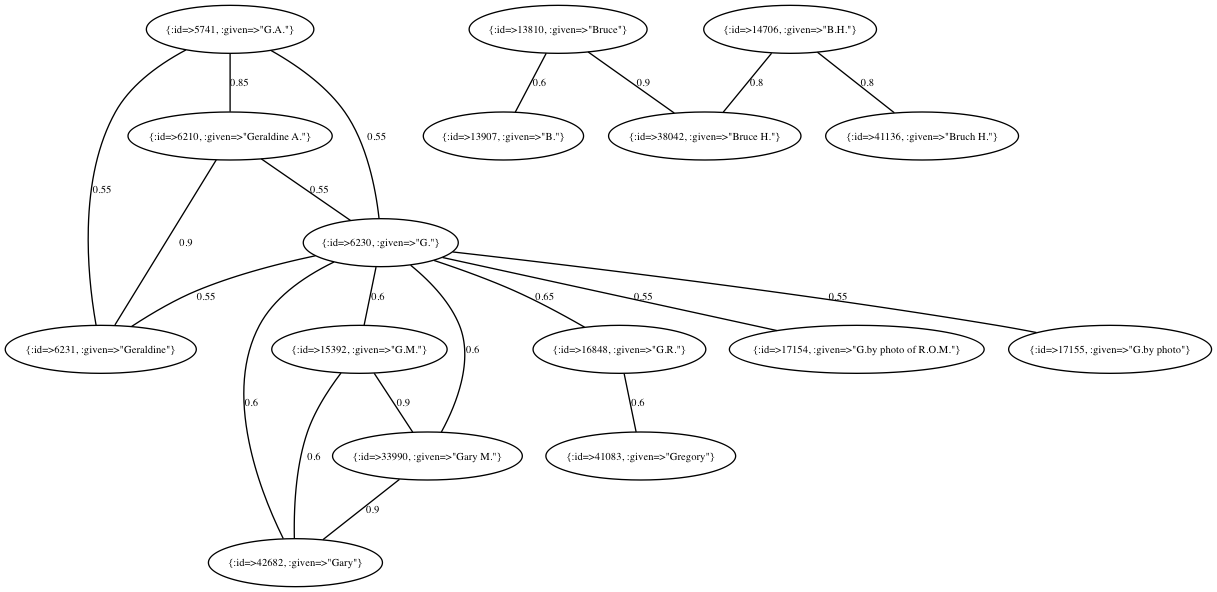 {:id=>5741, :given=>"G.A."}
{:id=>13810, :given=>"Bruce"}
{:id=>14706, :given=>"B.H."}
0.85
0.6
0.9
0.8
0.8
{:id=>6210, :given=>"Geraldine A."}
0.55
{:id=>13907, :given=>"B."}
{:id=>38042, :given=>"Bruce H."}
{:id=>41136, :given=>"Bruch H."}
0.55
0.55
0.9
{:id=>6230, :given=>"G."}
0.55
0.6
0.65
0.55
0.55
{:id=>6231, :given=>"Geraldine"}
{:id=>15392, :given=>"G.M."}
0.6
{:id=>16848, :given=>"G.R."}
{:id=>17154, :given=>"G.by photo of R.O.M."}
{:id=>17155, :given=>"G.by photo"}
0.6
0.9
0.6
0.6
{:id=>33990, :given=>"Gary M."}
{:id=>41083, :given=>"Gregory"}
0.9
{:id=>42682, :given=>"Gary"}